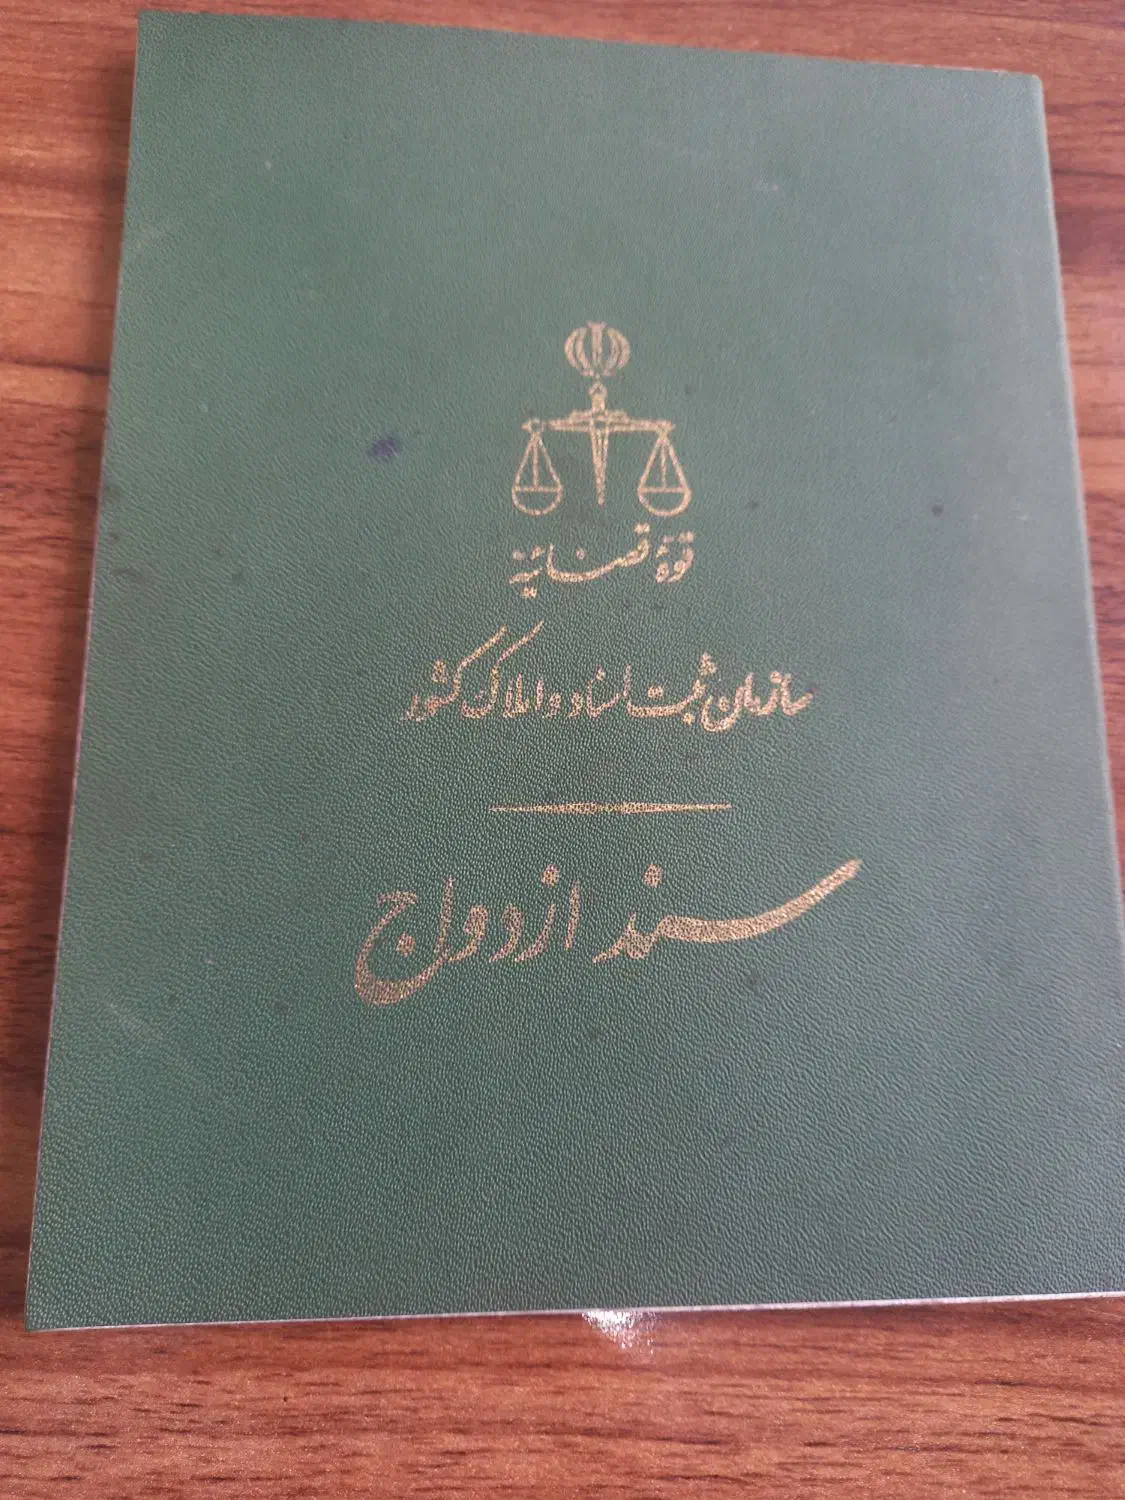 قوهٔ قضائیه
سازمان ثبت اسناد و املاک کشور
سند ازدواج